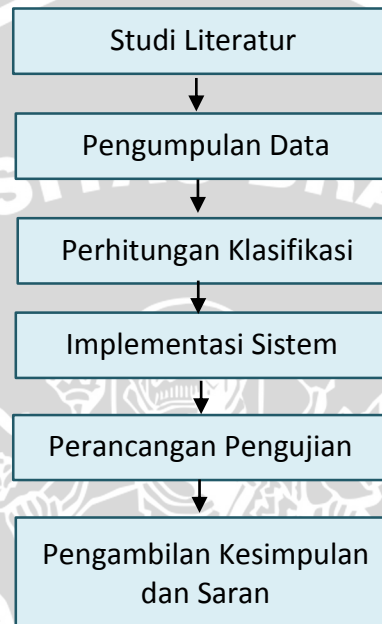 Studi Literatur
Pengumpulan Data
Perhitungan Klasifikasi
Implementasi Sistem
Perancangan Pengujian
Pengambilan Kesimpulan
dan Saran